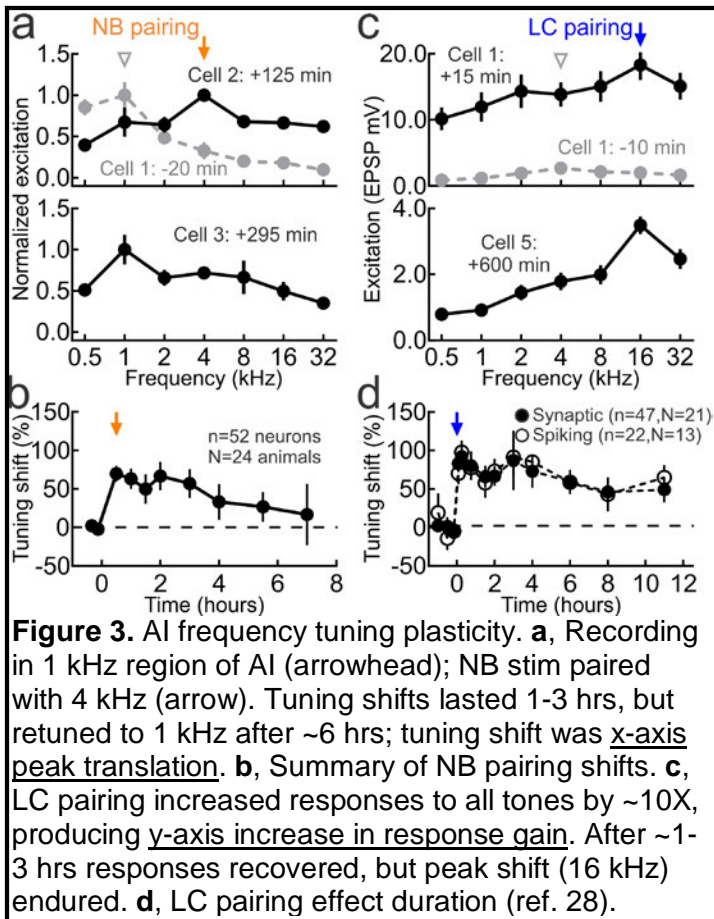 a
NB pairing
Normalized excitation
1.5
1.0
0.5
0.0
Cell 2: +125 min
Cell 1: -20 min
1.5
1.0
0.5
0.0
Cell 3: +295 min
0.5 1 2 4 8 16 32
Frequency (kHz)
c
LC pairing
Excitation (EPSP mV)
20.0
10.0
0.0
Cell 1:
+15 min
Cell 1: -10 min
4.0
2.0
0.0
Cell 5:
+600 min
0.5 1 2 4 8 16 32
Frequency (kHz)
b
Tuning shift (%)
150
100
50
0
-50
n=52 neurons
N=24 animals
0 2 4 6 8
Time (hours)
d
Tuning shift (%)
150
100
50
0
-50
Synaptic (n=47,N=21)
Spiking (n=22,N=13)
0 2 4 6 8 10 12
Time (hours)
Figure 3. AI frequency tuning plasticity. a, Recording
in 1 kHz region of AI (arrowhead); NB stim paired
with 4 kHz (arrow). Tuning shifts lasted 1-3 hrs, but
retuned to 1 kHz after ~6 hrs; tuning shift was x-axis
peak translation. b, Summary of NB pairing shifts. c,
LC pairing increased responses to all tones by ~10X,
producing y-axis increase in response gain. After ~1-
3 hrs responses recovered, but peak shift (16 kHz)
endured. d, LC pairing effect duration (ref. 28).